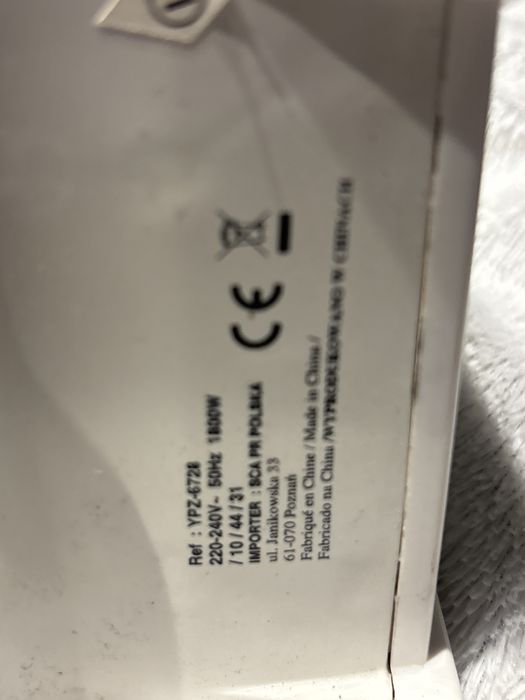 Ref : YPZ-6728
220-240V~ 50Hz 1800W
/ 10 / 44 / 31
IMPORTER : SCA PR POLSKA
ul. Janikowska 33
61-070 Poznań
Fabriqué en Chine / Made in China /
Fabricado na China /WYPRODUKOWANO W CHINACH
CE